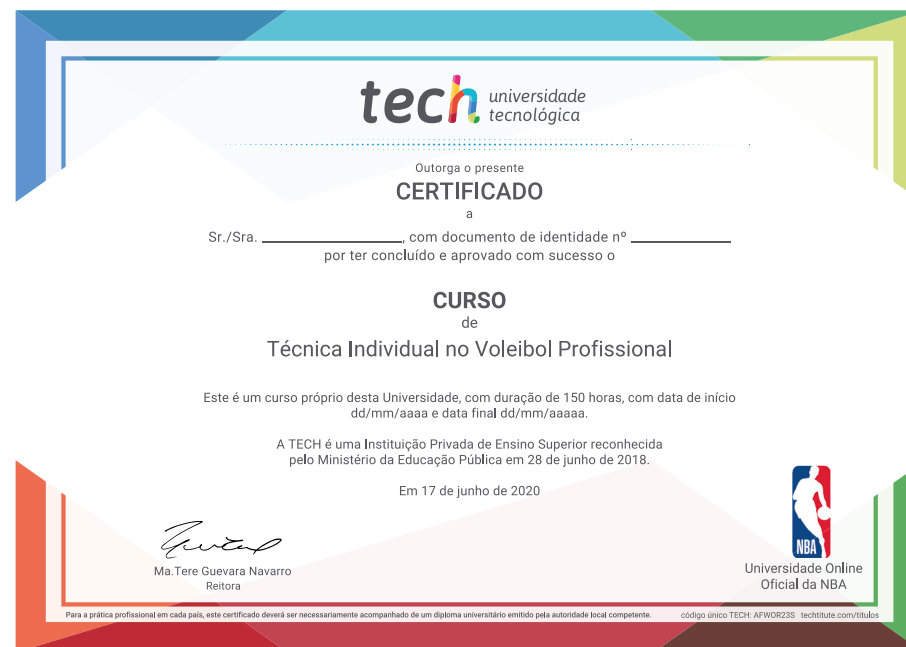 tech universidade
tecnológica
Outorga o presente
CERTIFICADO
a
Sr./Sra. ____________, com documento de identidade nº ____________
por ter concluído e aprovado com sucesso o
CURSO
de
Técnica Individual no Voleibol Profissional
Este é um curso próprio desta Universidade, com duração de 150 horas, com data de início
dd/mm/aaaa e data final dd/mm/aaaaa.
A TECH é uma Instituição Privada de Ensino Superior reconhecida
pelo Ministério da Educação Pública em 28 de junho de 2018.
Em 17 de junho de 2020
Ma.Tere Guevara Navarro
Reitora
NBA
Universidade Online
Oficial da NBA
Para a prática profissional em cada país, este certificado deverá ser necessariamente acompanhado de um diploma universitário emitido pela autoridade local competente.
código único TECH: AFWOR23S techtitute.com/titulos